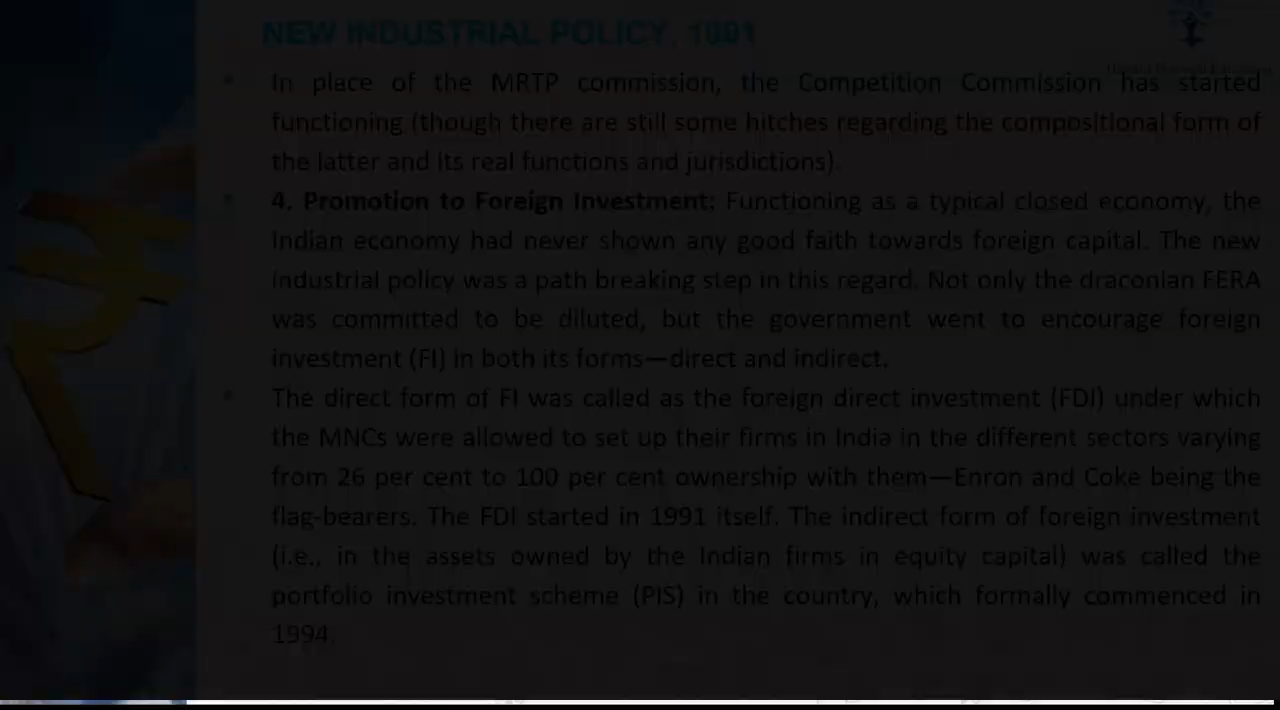 NEW INDUSTRIAL POLICY, 1991
• In place of the MRTP commission, the Competition Commission has started
functioning (though there are still some hitches regarding the compositional form of
the latter and its real functions and jurisdictions).
• 4. Promotion to Foreign Investment: Functioning as a typical closed economy, the
Indian economy had never shown any good faith towards foreign capital. The new
industrial policy was a path breaking step in this regard. Not only the draconian FERA
was committed to be diluted, but the government went to encourage foreign
investment (FI) in both its forms—direct and indirect.
• The direct form of FI was called as the foreign direct investment (FDI) under which
the MNCs were allowed to set up their firms in India in the different sectors varying
from 26 per cent to 100 per cent ownership with them—Enron and Coke being the
flag-bearers. The FDI started in 1991 itself. The indirect form of foreign investment
(i.e., in the assets owned by the Indian firms in equity capital) was called the
portfolio investment scheme (PIS) in the country, which formally commenced in
1994.